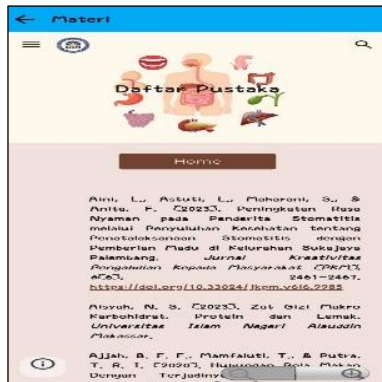 Materi
Daftar Pustaka
Home
Aini, L., Astuti, L., Maharani, S., &
Anita, F. (2023). Peningkatan Rasa
Nyaman pada Penderita Stomatitis
melalui Penyuluhan Kesehatan tentang
Penatalaksanaan Stomatitis dengan
Pemberian Madu di Kelurahan Sukajaya
Palembang. Jurnal Kreativitas
Pengabdian Kepada Masyarakat (PKM),
6(6), 2461-2467.
https://doi.org/10.33024/jkpm.v6i6.9985
Aisyah, N. S. (2023). Zat Gizi Makro
Karbohidrat, Protein dan Lemak.
Universitas Islam Negeri Alauddin
Makassar.
Ajjah, B. F. F., Mamfaluti, T., & Putra,
T. R. I. (2020). Hubungan Pola Makan
Dengan Terjadinya